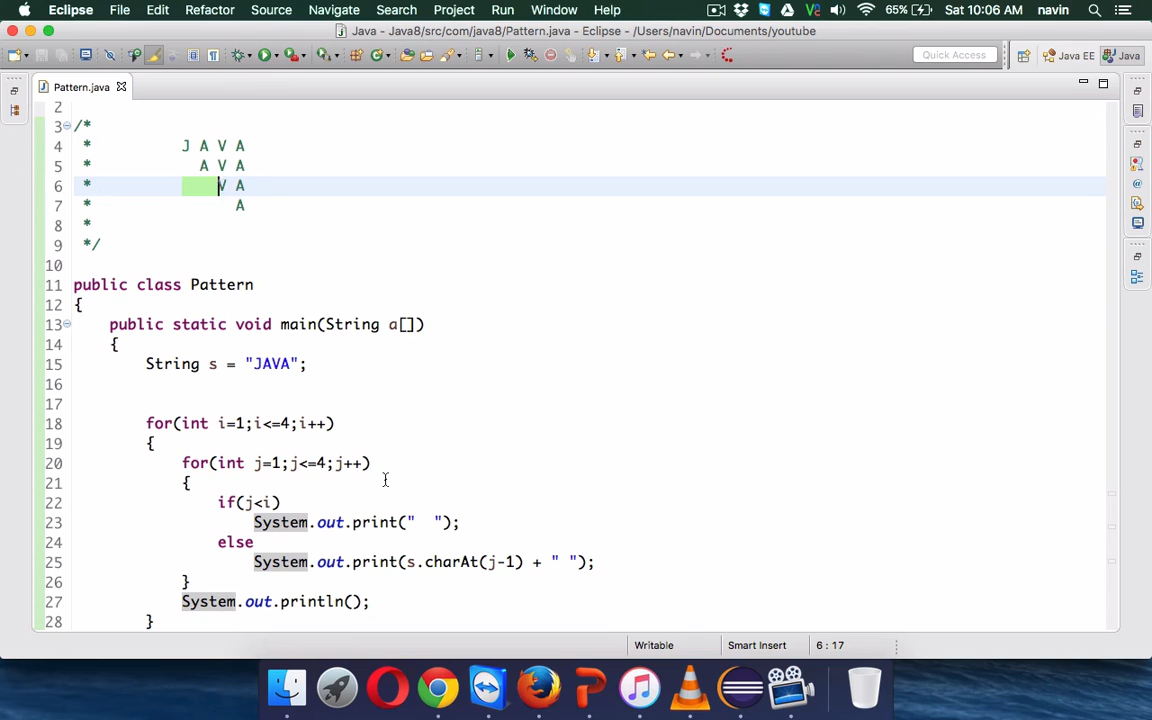 Eclipse File Edit Refactor Source Navigate Search Project Run Window Help 65% Sat 10:06 AM navin
Java - Java8/src/com/java8/Pattern.java - Eclipse - /Users/navin/Documents/youtube
Quick Access Java EE Java
Pattern.java
2
3 /*
4 * J A V A
5 * A V A
6 * V A
7 * A
8 *
9 */
10
11 public class Pattern
12 {
13 public static void main(String a[])
14 {
15 String s = "JAVA";
16
17
18 for(int i=1;i<=4;i++)
19 {
20 for(int j=1;j<=4;j++)
21 {
22 if(j<i)
23 System.out.print("  ");
24 else
25 System.out.print(s.charAt(j-1) + " ");
26 }
27 System.out.println();
28 }
Writable Smart Insert 6 : 17